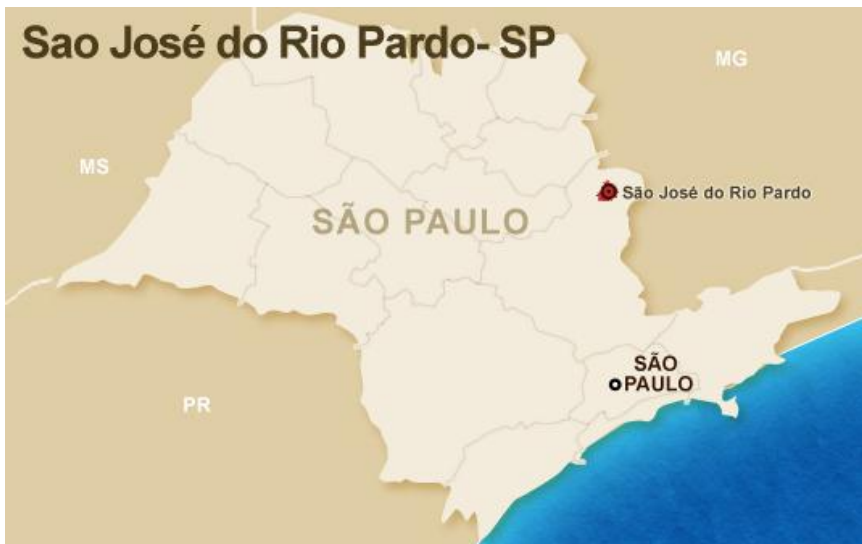 Sao José do Rio Pardo- SP
MG
MS
São José do Rio Pardo
SÃO PAULO
SÃO
PAULO
PR